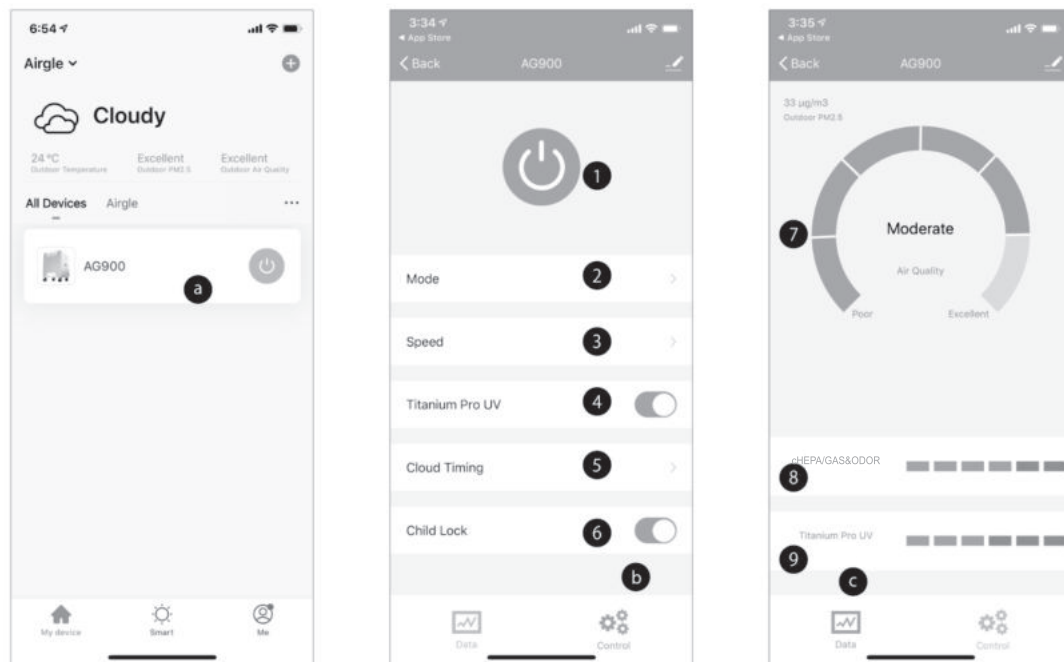 6:54
Airgle
Cloudy
24 °C
Outdoor Temperature
Excellent
Outdoor PM2.5
Excellent
Outdoor Air Quality
All Devices Airgle
AG900
a
My device
Smart
Me
3:34
App Store
Back
AG900
1
Mode
2
Speed
3
Titanium Pro UV
4
Cloud Timing
5
Child Lock
6
b
Data
Control
3:35
App Store
Back
AG900
33 µg/m3
Outdoor PM2.5
7
Moderate
Air Quality
Poor
Excellent
cHEPA/GAS&ODOR
8
Titanium Pro UV
9
c
Data
Control